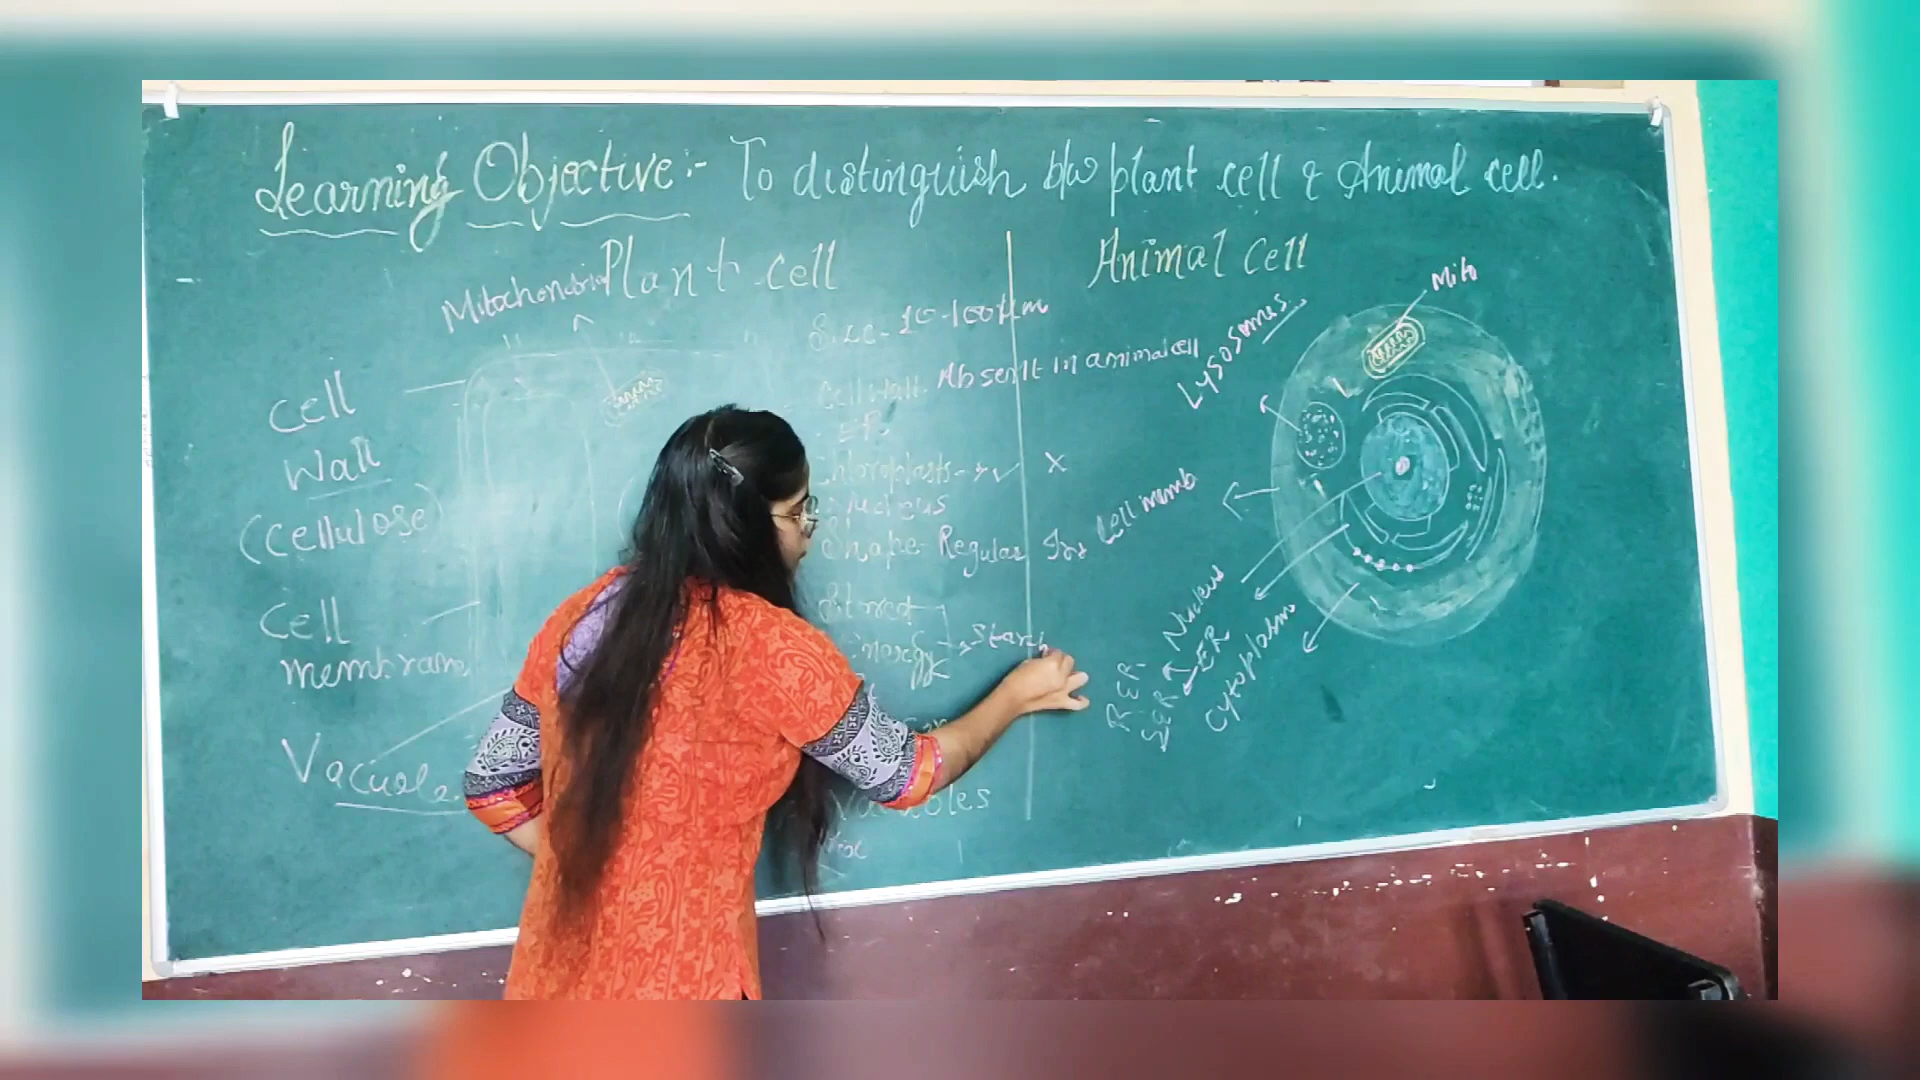 Learning Objective:- To distinguish b/w plant cell & Animal cell.
Plant cell
Animal cell
Mitochondria
Size - 10-100µm
Cell wall - Absent in animal cell
Chloroplasts - ✓ X
Nucleus
Shape - Regular Irr
Stored
Energy → Starch
Vacuoles
Cell
Wall
(cellulose)
Cell
membrane
Vacuole
Mito
Lysosomes
Cell memb
Nucleus
ER
RER
SER
Cytoplasm